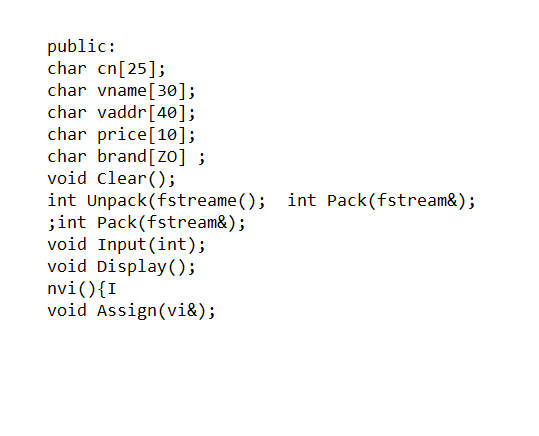 public:
char cn[25];
char vname[30];
char vaddr[40];
char price[10];
char brand[ZO] ;
void Clear();
int Unpack(fstreame();  int Pack(fstream&);
;int Pack(fstream&);
void Input(int);
void Display();
nvi(){I
void Assign(vi&);